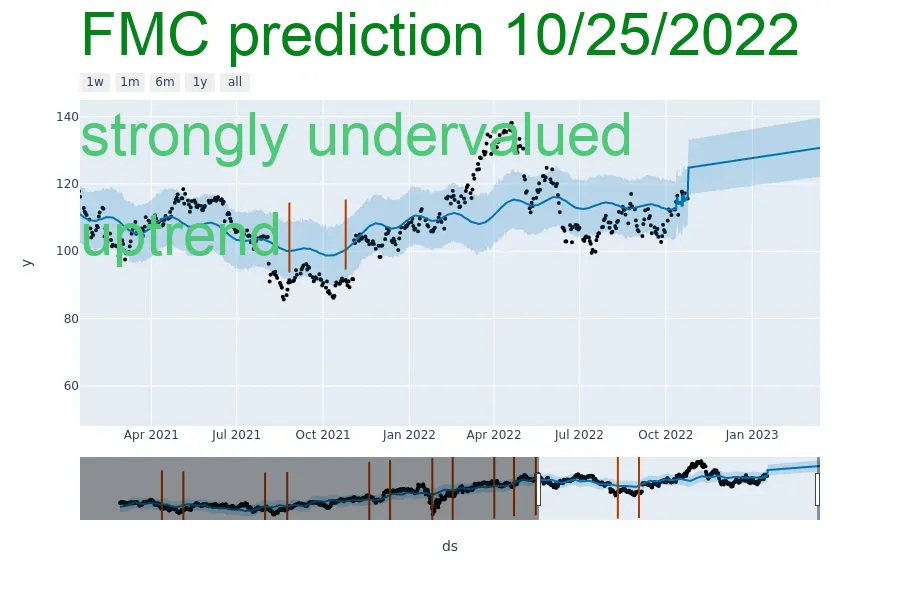 FMC prediction 10/25/2022
1w 1m 6m 1y all
140
strongly undervalued
120
uptrend
100
y
80
60
Apr 2021 Jul 2021 Oct 2021 Jan 2022 Apr 2022 Jul 2022 Oct 2022 Jan 2023
ds